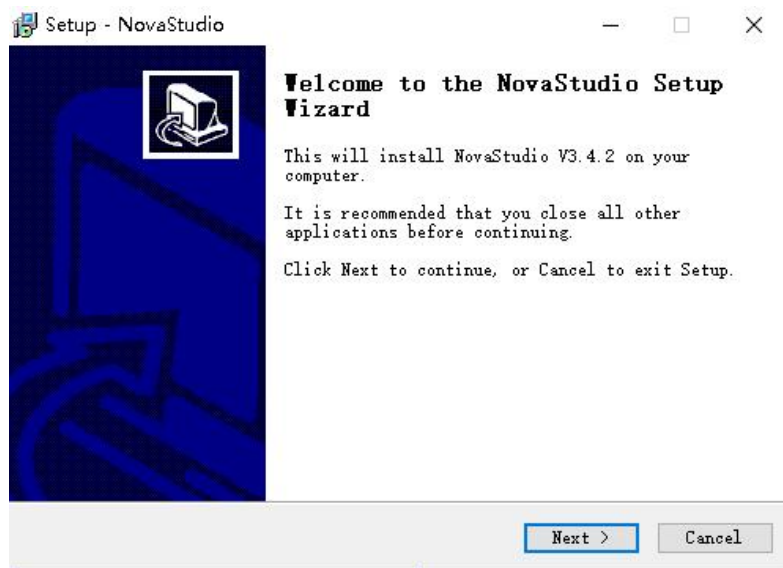 Setup - NovaStudio
Welcome to the NovaStudio Setup
Wizard
This will install NovaStudio V3.4.2 on your
computer.
It is recommended that you close all other
applications before continuing.
Click Next to continue, or Cancel to exit Setup.
Next >
Cancel